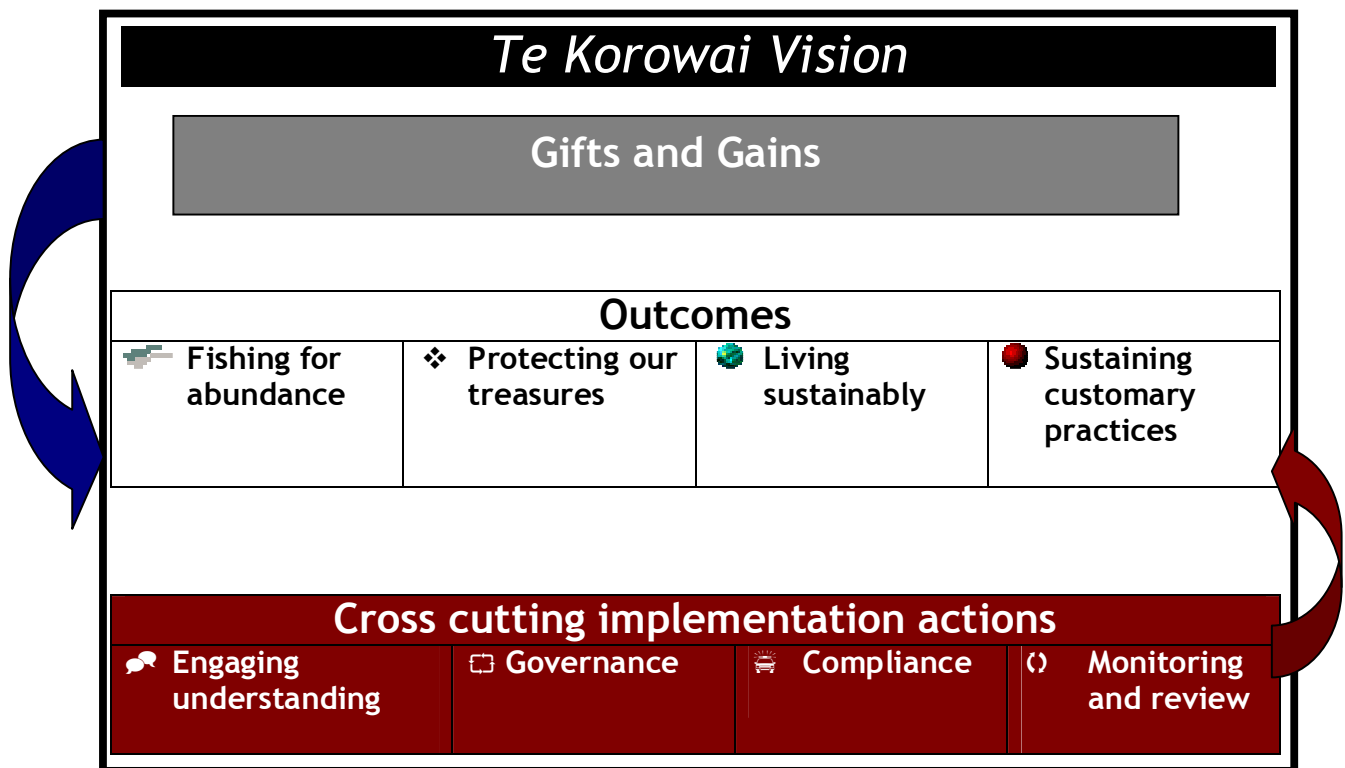 Te Korowai Vision
Gifts and Gains
Outcomes
Fishing for
abundance
Protecting our
treasures
Living
sustainably
Sustaining
customary
practices
Cross cutting implementation actions
Engaging
understanding
Governance
Compliance
Monitoring
and review